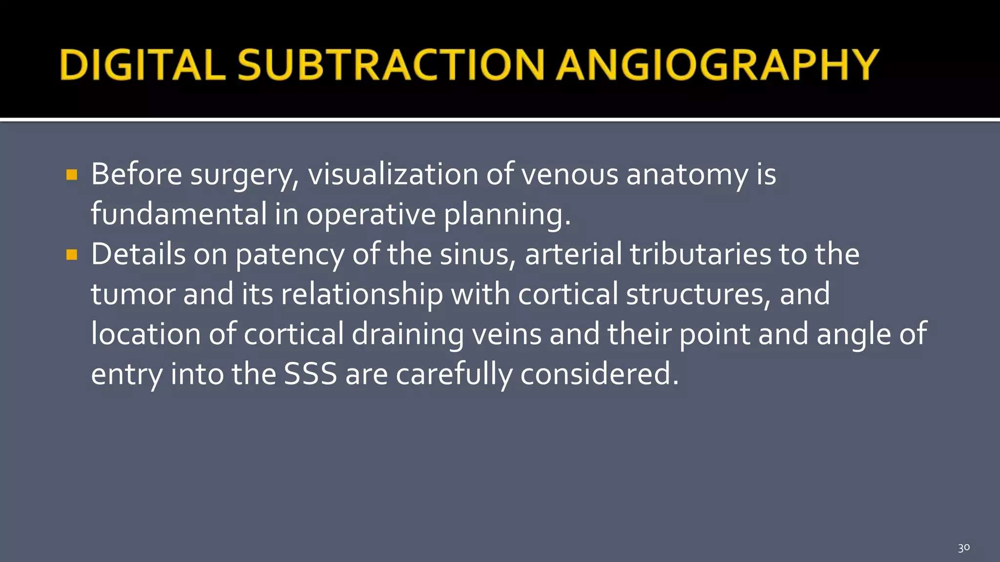 DIGITAL SUBTRACTION ANGIOGRAPHY
Before surgery, visualization of venous anatomy is
fundamental in operative planning.
Details on patency of the sinus, arterial tributaries to the
tumor and its relationship with cortical structures, and
location of cortical draining veins and their point and angle of
entry into the SSS are carefully considered.
30